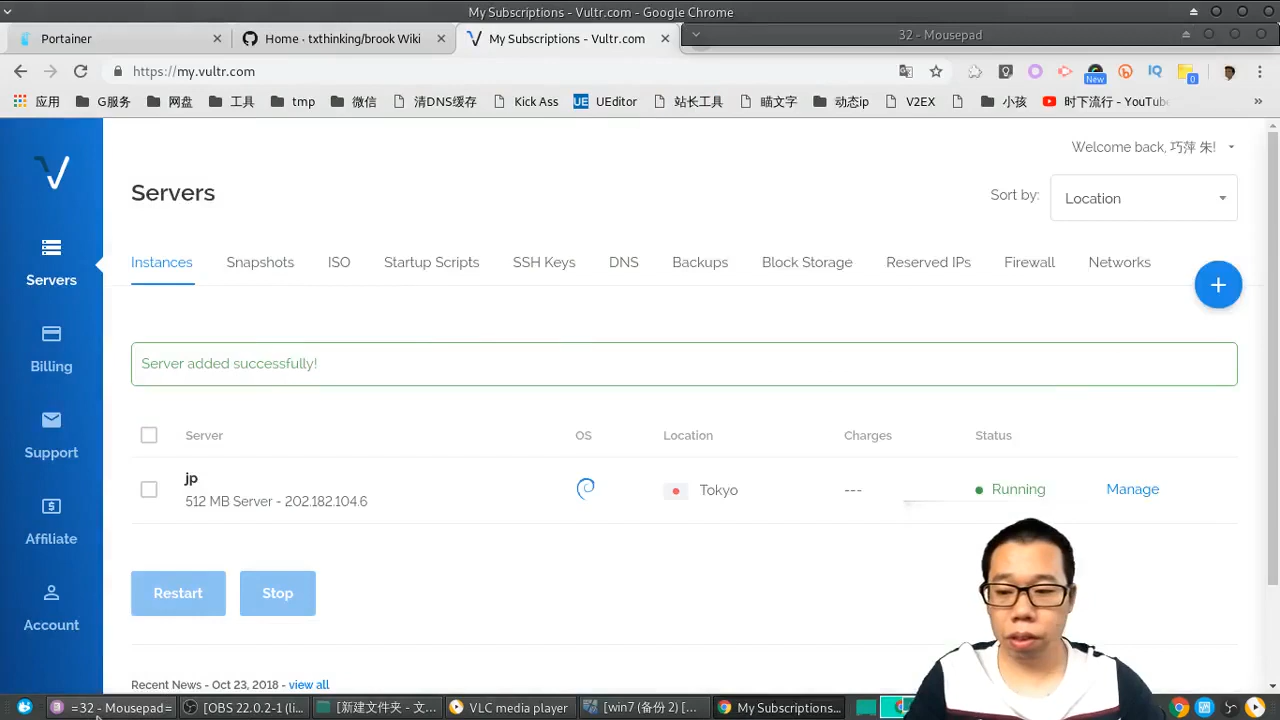 My Subscriptions - Vultr.com - Google Chrome
Portainer
Home · txthinking/brook Wiki
My Subscriptions - Vultr.com
32 - Mousepad
https://my.vultr.com
New
0
应用
G服务
网盘
工具
tmp
微信
清DNS缓存
Kick Ass
UE
UEditor
站长工具
瞄文字
动态ip
V2EX
小孩
时下流行 - YouTube
»
Welcome back, 巧萍 朱!
Servers
Sort by:
Location
Instances
Snapshots
ISO
Startup Scripts
SSH Keys
DNS
Backups
Block Storage
Reserved IPs
Firewall
Networks
+
Servers
Billing
Support
Affiliate
Account
Server added successfully!
Server
OS
Location
Charges
Status
jp
512 MB Server - 202.182.104.6
Tokyo
---
Running
Manage
Restart
Stop
Recent News - Oct 23, 2018 - view all
=32 - Mousepad=
[OBS 22.0.2-1 (li...
[新建文件夹 - 文...
VLC media player
[win7 (备份 2) [...
My Subscriptions...